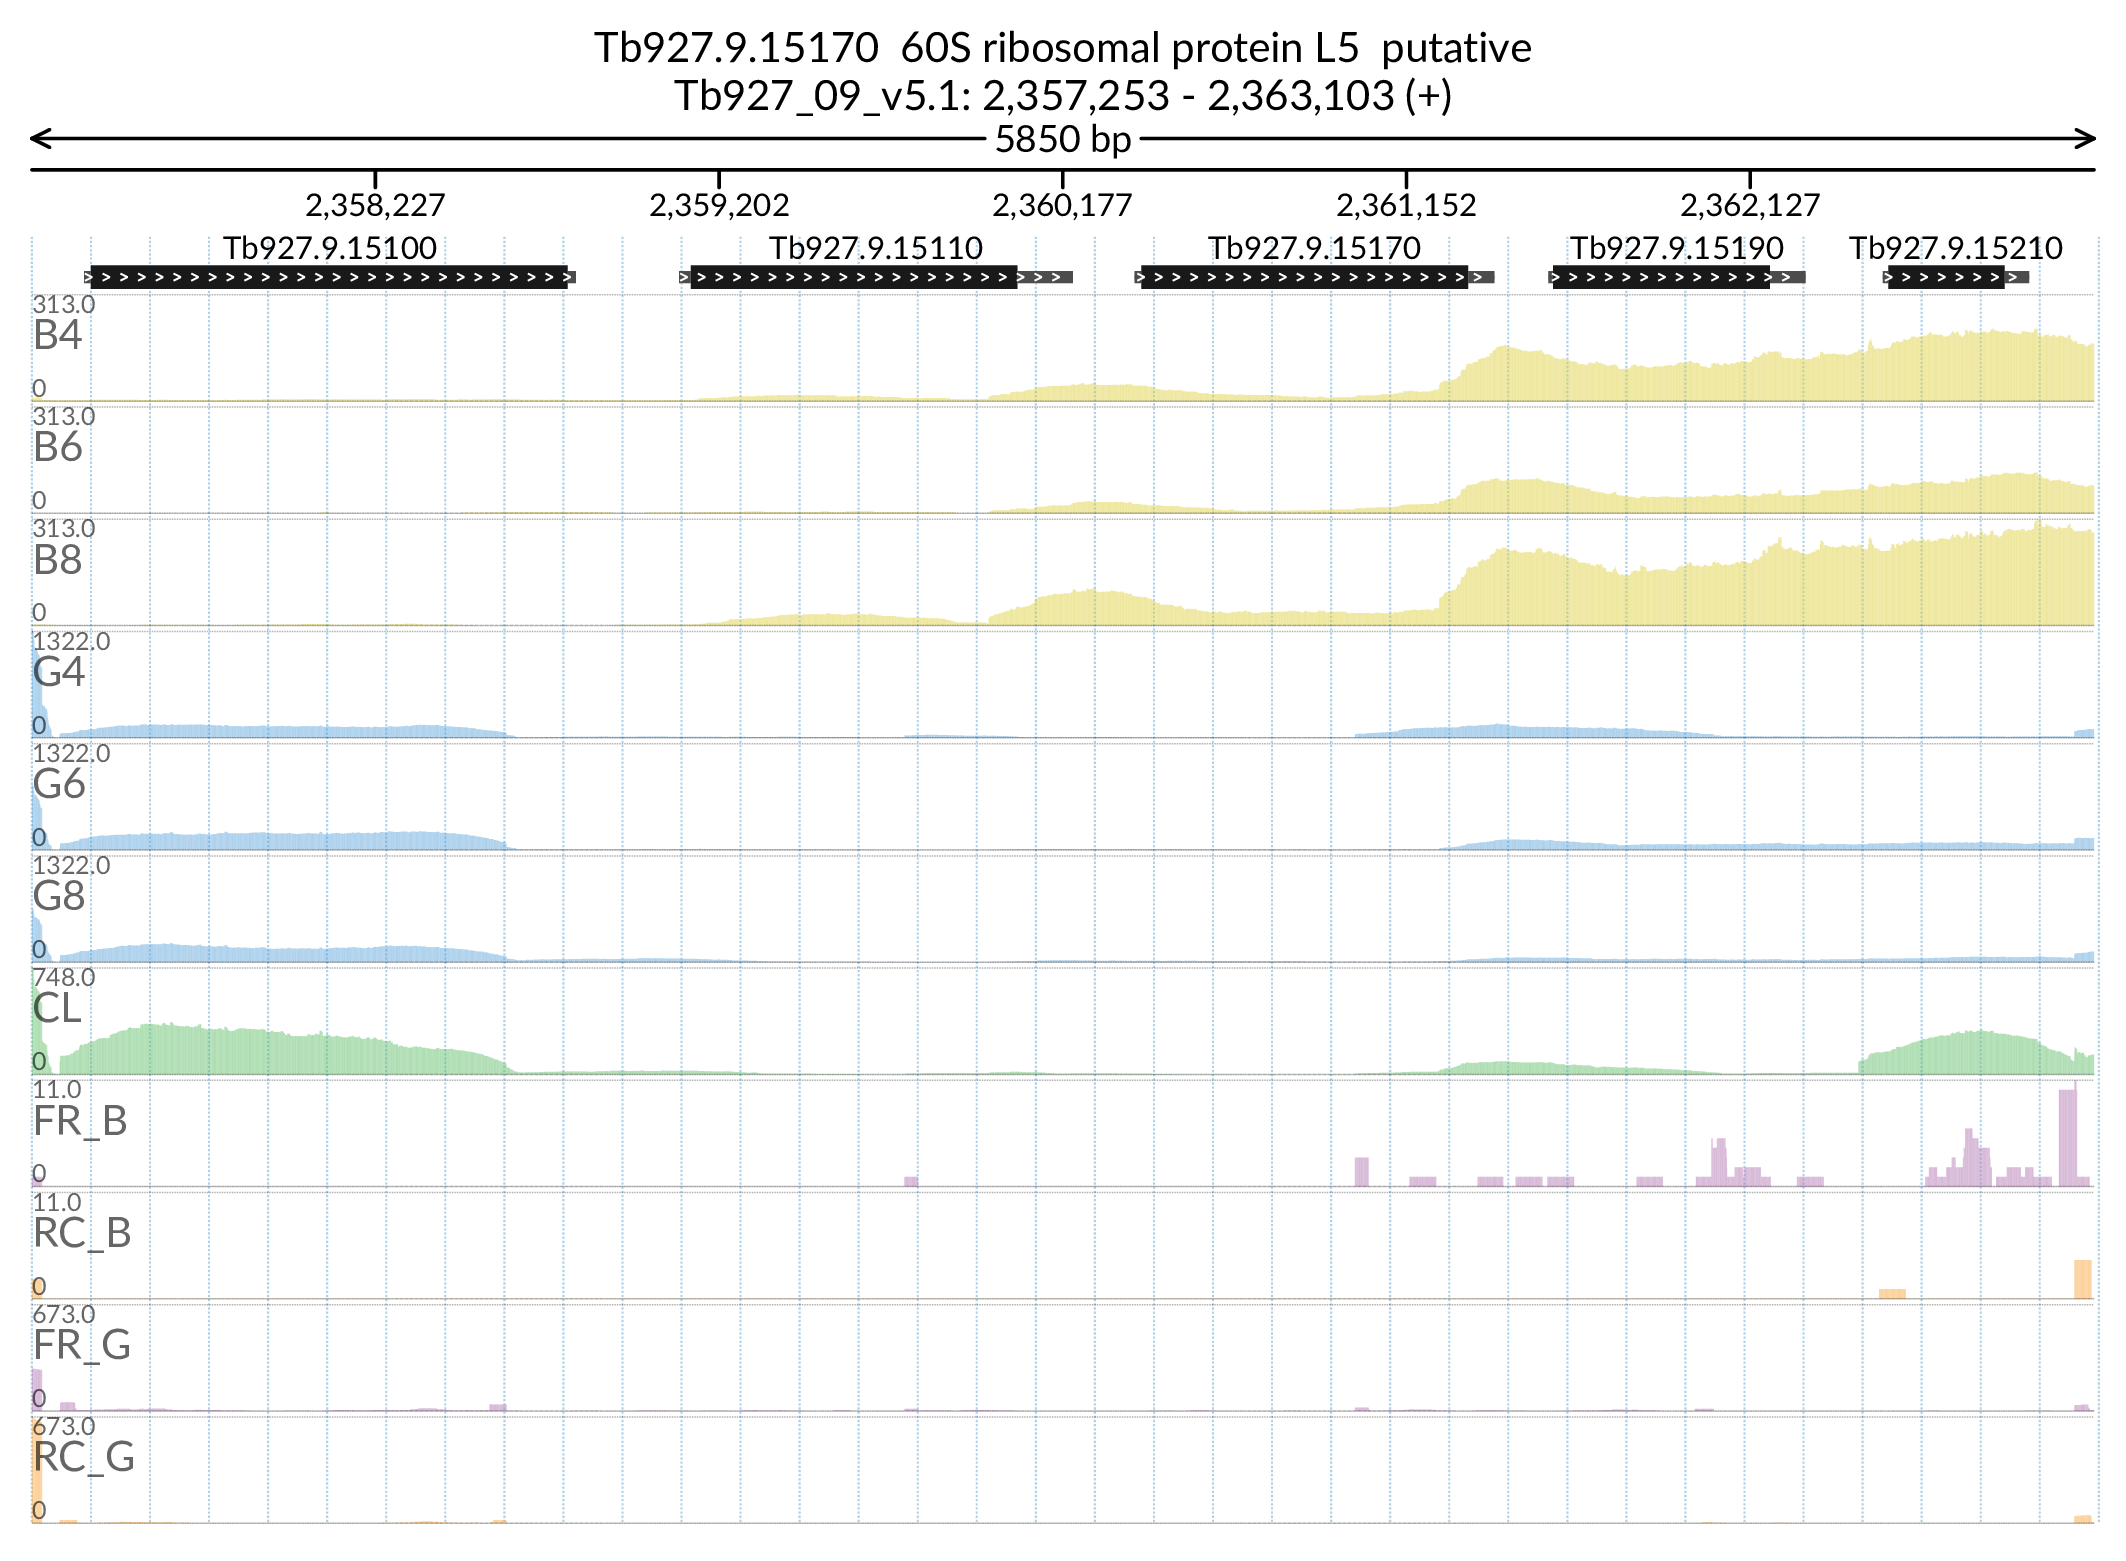 Tb927.9.15170  60S ribosomal protein L5  putative
Tb927_09_v5.1: 2,357,253 - 2,363,103 (+)
5850 bp
2,358,227 2,359,202 2,360,177 2,361,152 2,362,127
Tb927.9.15100 Tb927.9.15110 Tb927.9.15170 Tb927.9.15190 Tb927.9.15210
313.0
B4
0
313.0
B6
0
313.0
B8
0
1322.0
G4
0
1322.0
G6
0
1322.0
G8
0
748.0
CL
0
11.0
FR_B
0
11.0
RC_B
0
673.0
FR_G
0
673.0
RC_G
0